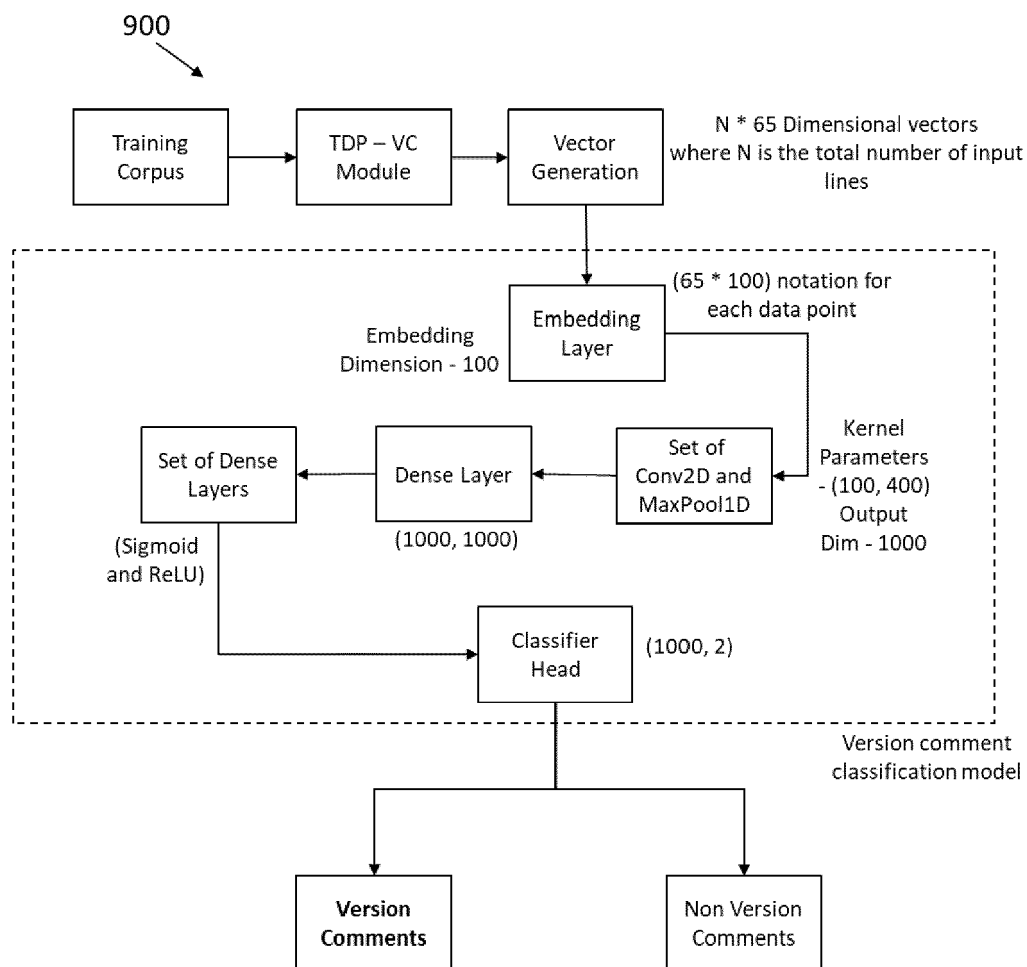 900
Training
Corpus
TDP – VC
Module
Vector
Generation
N * 65 Dimensional vectors
where N is the total number of input
lines
(65 * 100) notation for
each data point
Embedding
Layer
Embedding
Dimension - 100
Set of Dense
Layers
Dense Layer
Set of
Conv2D and
MaxPool1D
Kernel
Parameters
- (100, 400)
Output
Dim - 1000
(1000, 1000)
(Sigmoid
and ReLU)
Classifier
Head
(1000, 2)
Version comment
classification model
Version
Comments
Non Version
Comments